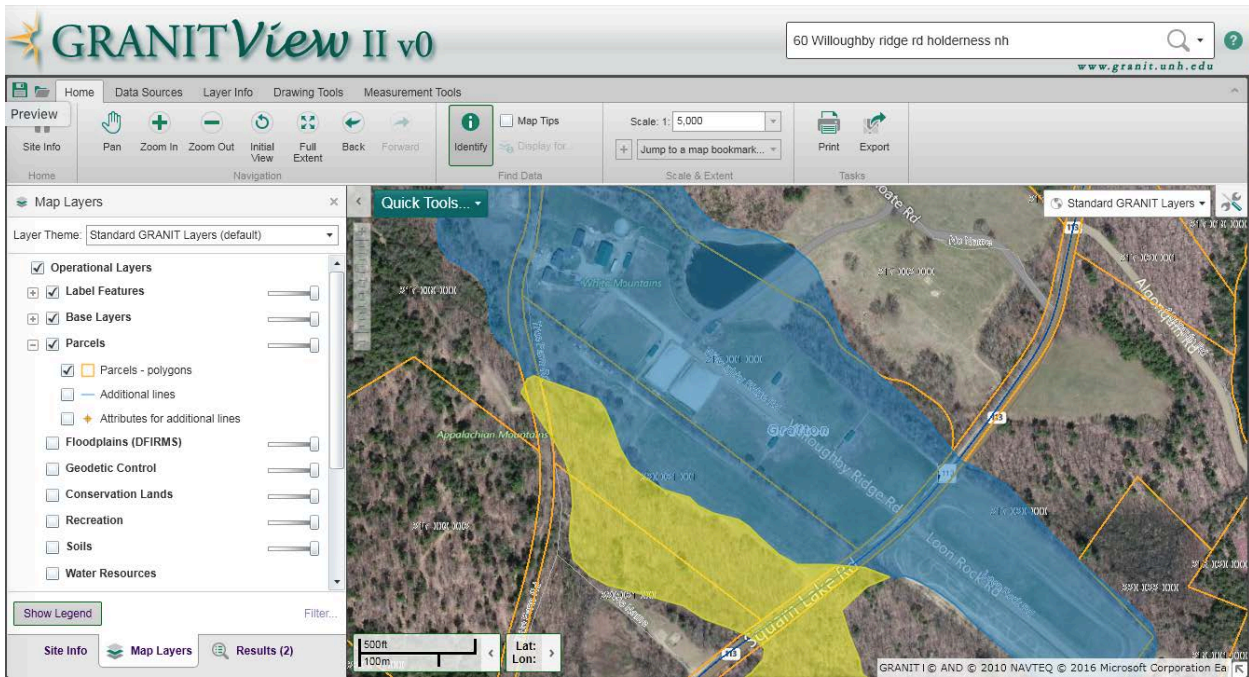 GRANITView II v0
60 Willoughby ridge rd holderness nh
www.granit.unh.edu
Home Data Sources Layer Info Drawing Tools Measurement Tools
Preview
Site Info
Pan
Zoom In
Zoom Out
Initial View
Full Extent
Back
Forward
Identify
Map Tips
Display for...
Scale: 1: 5,000
Jump to a map bookmark...
Print
Export
Home
Navigation
Find Data
Scale & Extent
Tasks
Map Layers
Layer Theme: Standard GRANIT Layers (default)
Operational Layers
Label Features
Base Layers
Parcels
Parcels - polygons
Additional lines
Attributes for additional lines
Floodplains (DFIRMS)
Geodetic Control
Conservation Lands
Recreation
Soils
Water Resources
Show Legend
Filter...
Site Info
Map Layers
Results (2)
Quick Tools...
Standard GRANIT Layers
White Mountains
Appalachian Mountains
Grafton
No Name
Algonquin Rd
113
113
Willoughby Ridge Rd
Loon Rock Rd
Squam Lake Rd
113
500ft
100m
Lat:
Lon:
GRANIT | © AND © 2010 NAVTEQ © 2016 Microsoft Corporation Ea